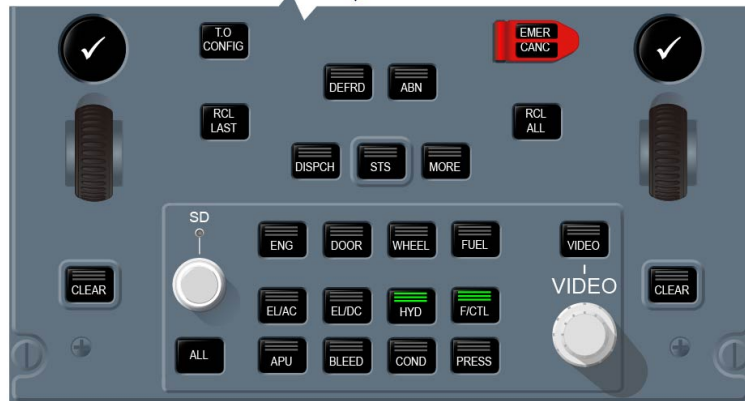 T.O
CONFIG
EMER
CANC
DEFRD
ABN
RCL
LAST
RCL
ALL
DISPCH
STS
MORE
SD
ENG
DOOR
WHEEL
FUEL
VIDEO
CLEAR
VIDEO
CLEAR
EL/AC
EL/DC
HYD
F/CTL
ALL
APU
BLEED
COND
PRESS